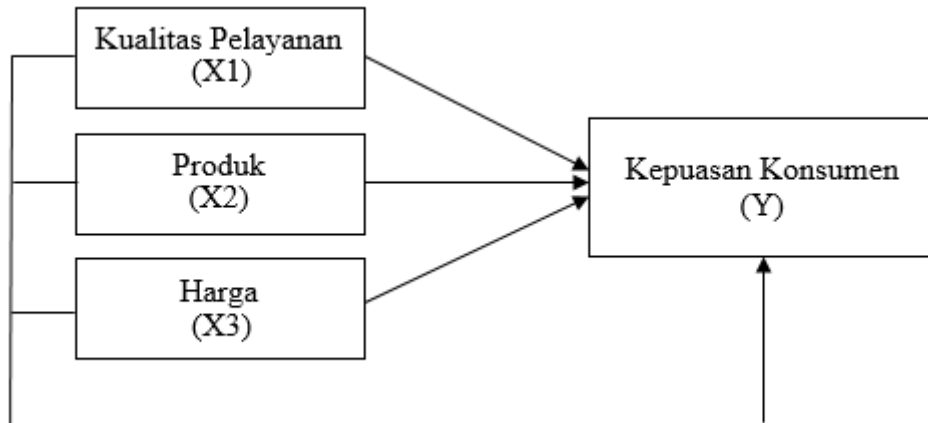 Kualitas Pelayanan
(X1)
Produk
(X2)
Harga
(X3)
Kepuasan Konsumen
(Y)